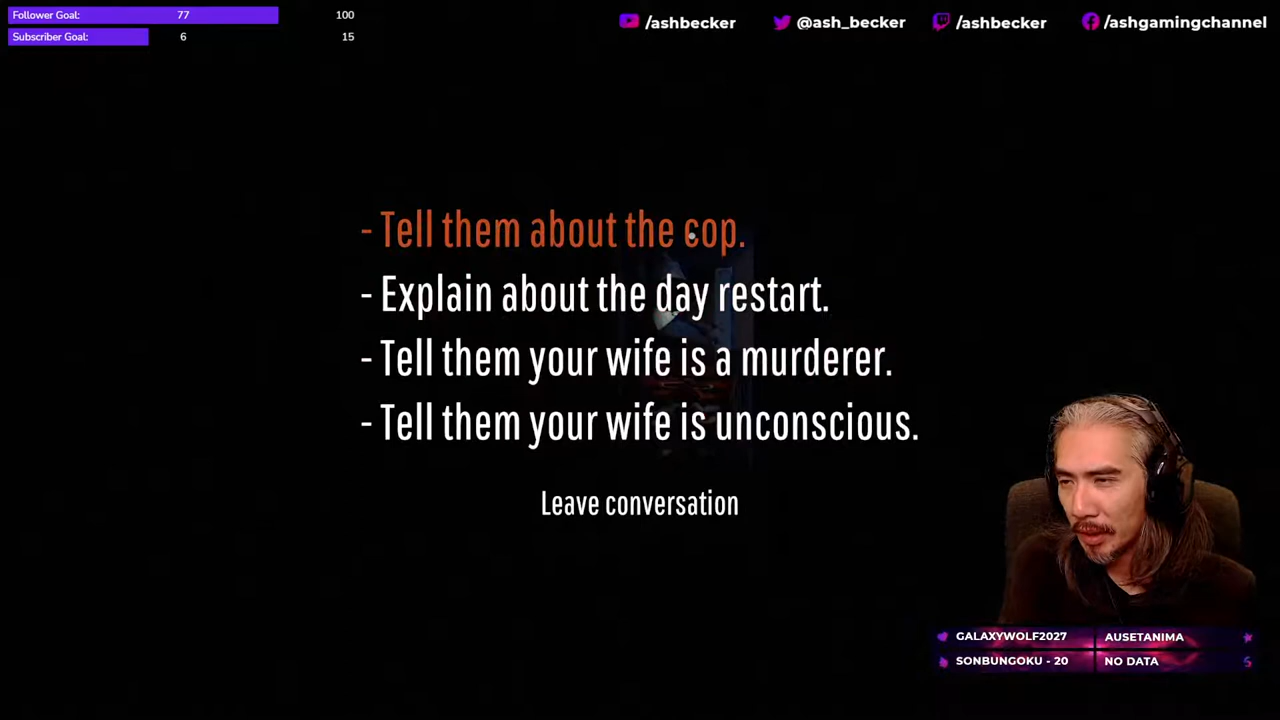 Follower Goal: 77 100
Subscriber Goal: 6 15
/ashbecker @ash_becker /ashbecker /ashgamingchannel
- Tell them about the cop.
- Explain about the day restart.
- Tell them your wife is a murderer.
- Tell them your wife is unconscious.
Leave conversation
GALAXYWOLF2027 AUSETANIMA
SONBUNGOKU - 20 NO DATA